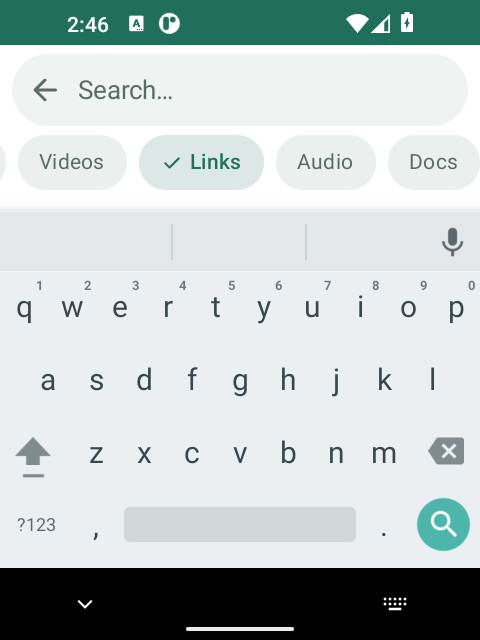 2:46
Search…
Videos
Links
Audio
Docs
1 2 3 4 5 6 7 8 9 0
q w e r t y u i o p
a s d f g h j k l
z x c v b n m
?123 , .